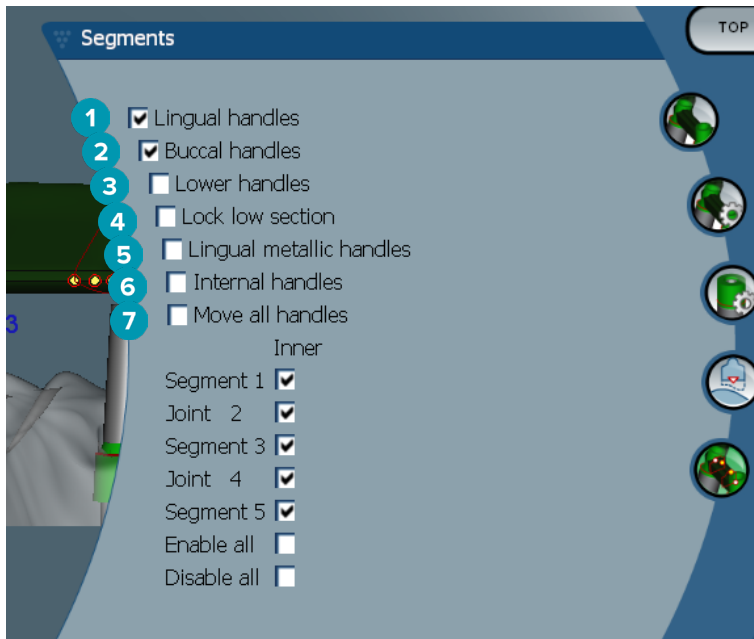 Segments
TOP
1 Lingual handles
2 Buccal handles
3 Lower handles
4 Lock low section
5 Lingual metallic handles
6 Internal handles
7 Move all handles
3
Inner
Segment 1
Joint 2
Segment 3
Joint 4
Segment 5
Enable all
Disable all